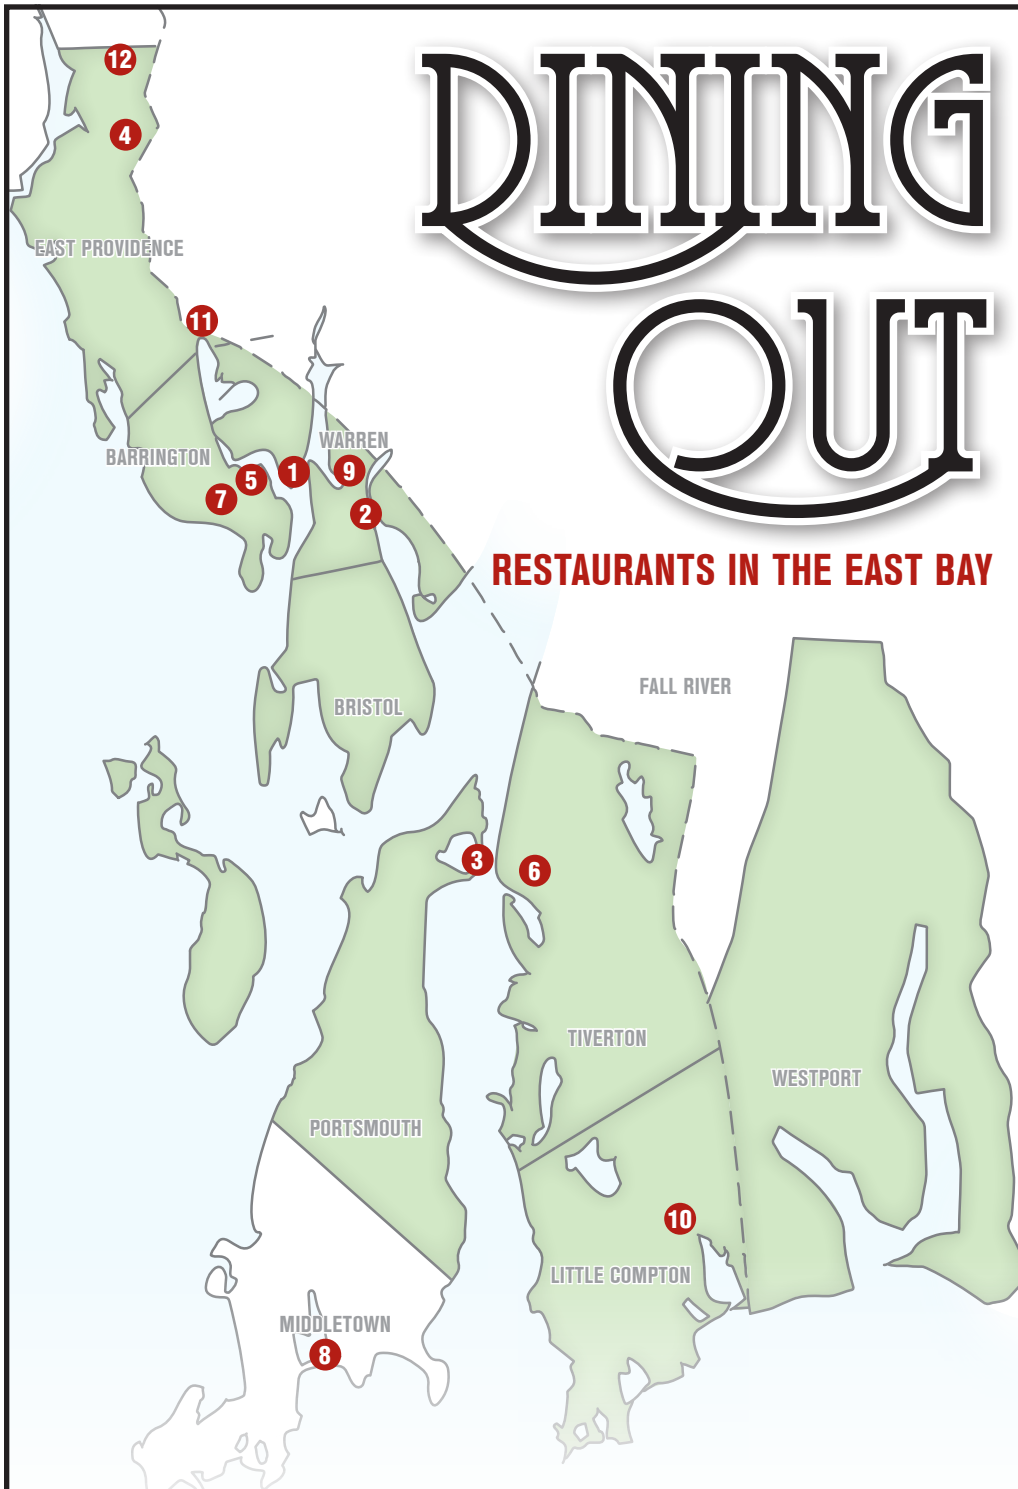 DINING
OUT
RESTAURANTS IN THE EAST BAY
12
4
EAST PROVIDENCE
11
WARREN
BARRINGTON
1
9
5
7
2
FALL RIVER
BRISTOL
3
6
TIVERTON
WESTPORT
PORTSMOUTH
10
LITTLE COMPTON
MIDDLETOWN
8